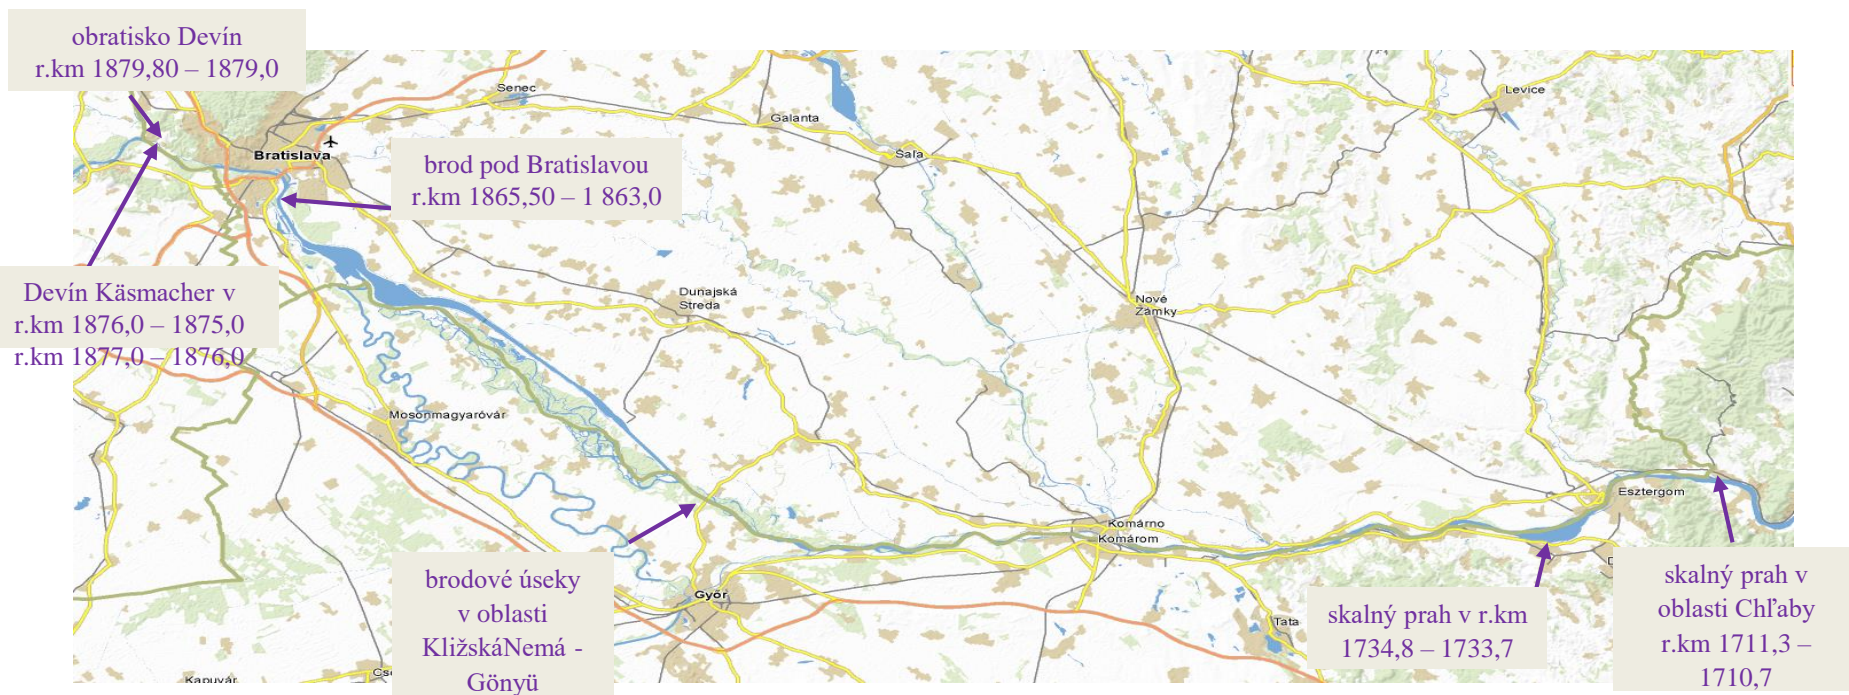 obratisko Devín
r.km 1879,80 – 1879,0
Senec
Levice
Galanta
Šaľa
Bratislava
brod pod Bratislavou
r.km 1865,50 – 1 863,0
Devín Käsmacher v
r.km 1876,0 – 1875,0
r.km 1877,0 – 1876,0
Dunajská
Streda
Nové
Zámky
Mosonmagyaróvár
Esztergom
Komárno
Komárom
brodové úseky
v oblasti
KližskáNemá -
Gönyü
Győr
Tata
skalný prah v r.km
1734,8 – 1733,7
skalný prah v
oblasti Chľaby
r.km 1711,3 –
1710,7
Kapuvár